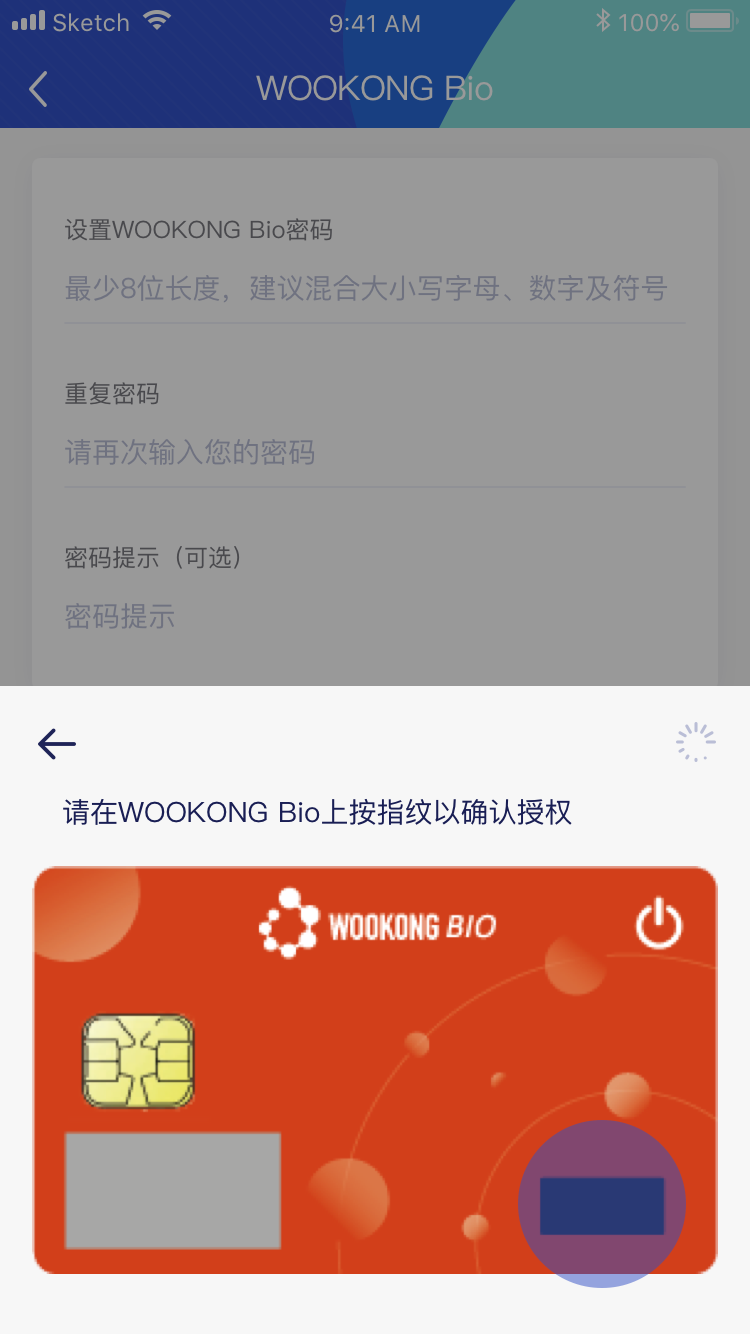 Sketch
9:41 AM
100%
WOOKONG Bio
设置WOOKONG Bio密码
最少8位长度，建议混合大小写字母、数字及符号
重复密码
请再次输入您的密码
密码提示（可选）
密码提示
请在WOOKONG Bio上按指纹以确认授权
WOOKONG BIO